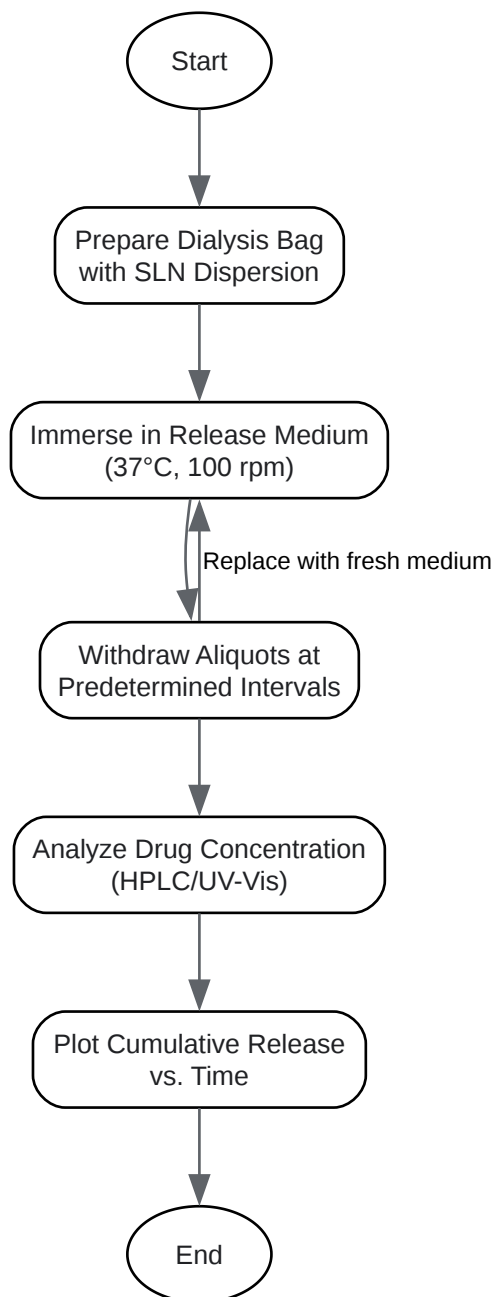 Start
Prepare Dialysis Bag
with SLN Dispersion
Immerse in Release Medium
(37°C, 100 rpm)
Replace with fresh medium
Withdraw Aliquots at
Predetermined Intervals
Analyze Drug Concentration
(HPLC/UV-Vis)
Plot Cumulative Release
vs. Time
End